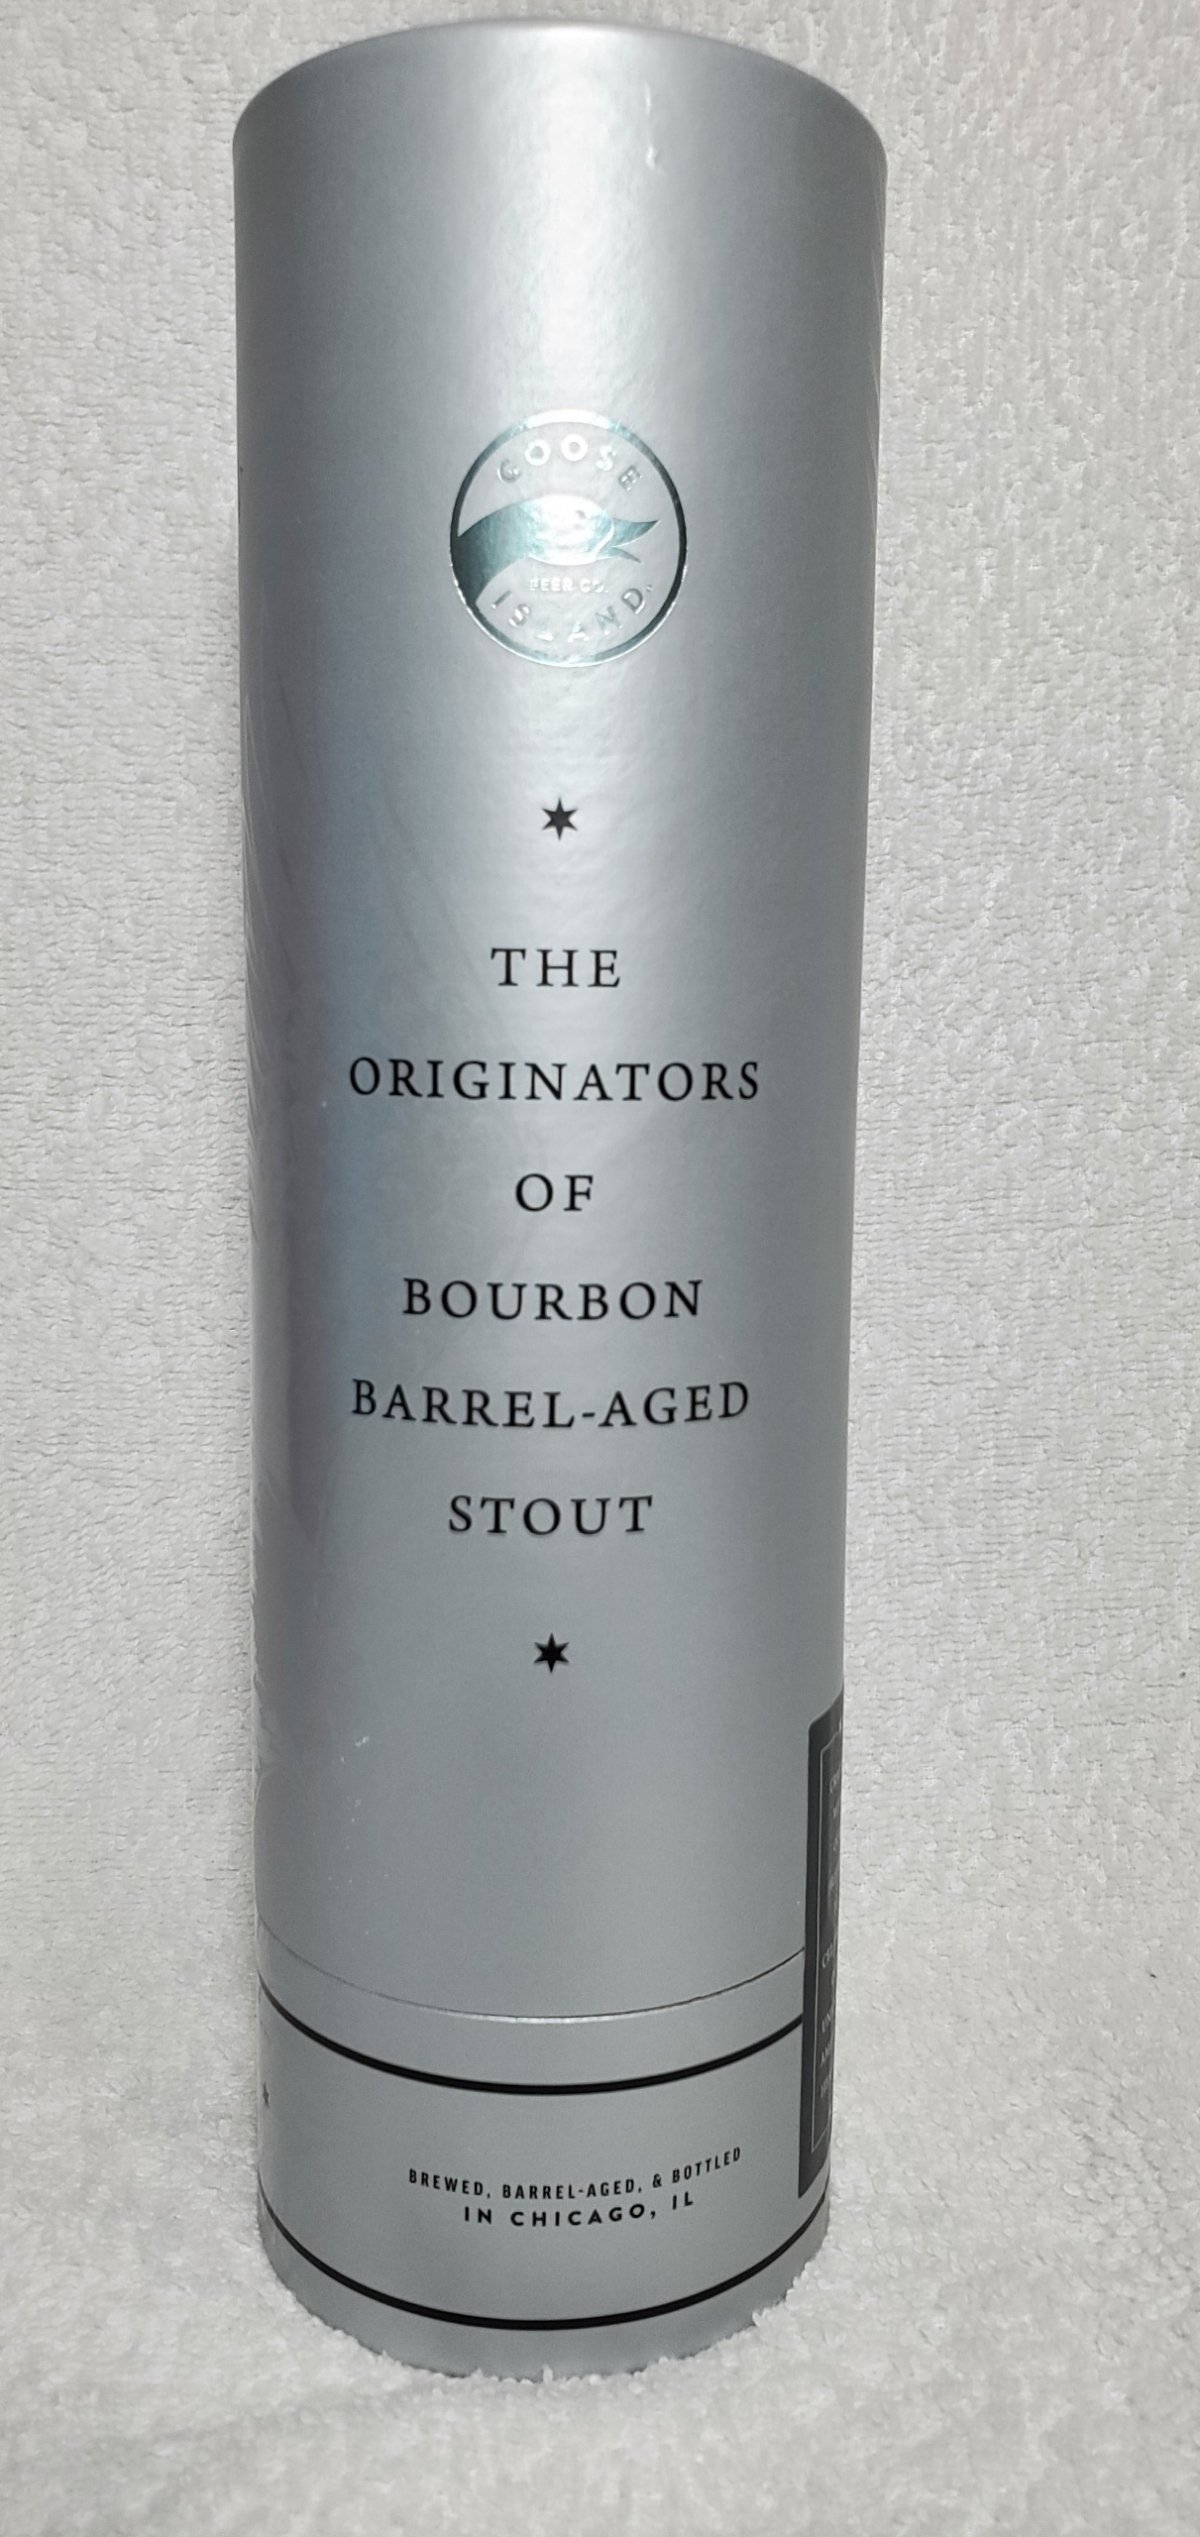 GOOSE
BEER CO.
ISLAND
THE
ORIGINATORS
OF
BOURBON
BARREL-AGED
STOUT
BREWED, BARREL-AGED, & BOTTLED
IN CHICAGO, IL